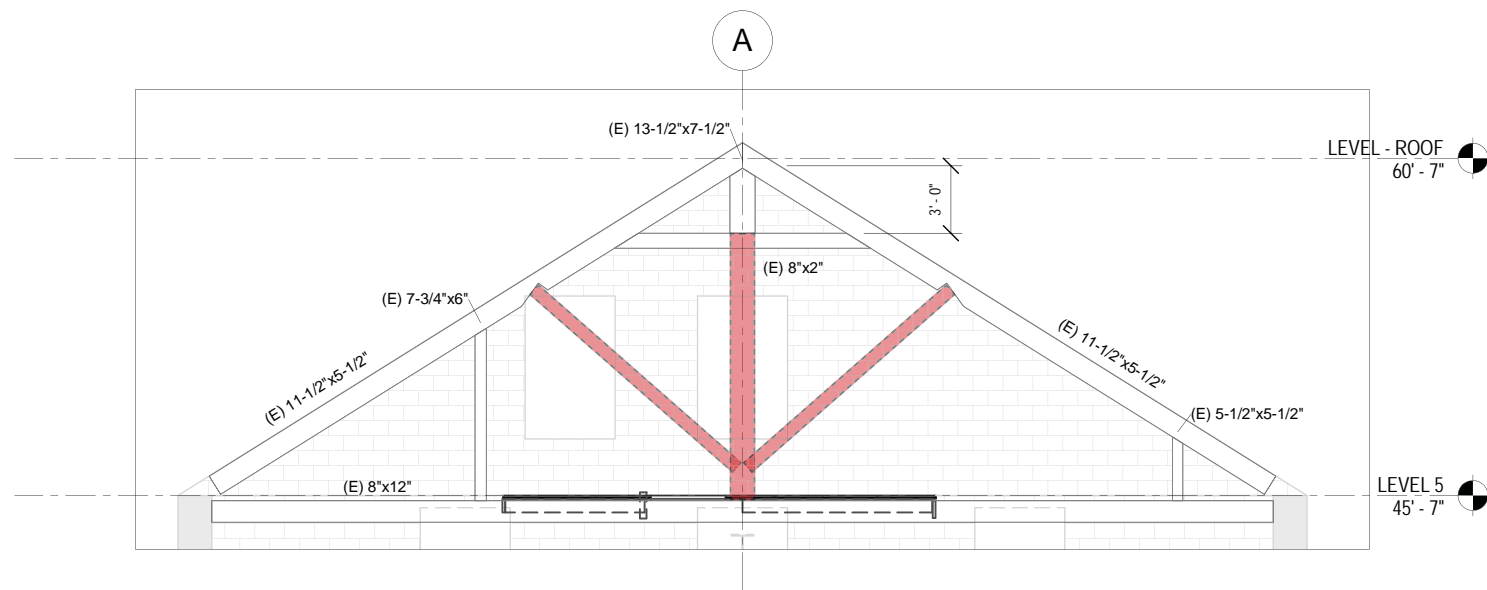 A
(E) 13-1/2"x7-1/2"
LEVEL - ROOF
60' - 7"
3' - 0"
(E) 8"x2"
(E) 7-3/4"x6"
(E) 11-1/2"x5-1/2"
(E) 11-1/2"x5-1/2"
(E) 5-1/2"x5-1/2"
(E) 8"x12"
LEVEL 5
45' - 7"